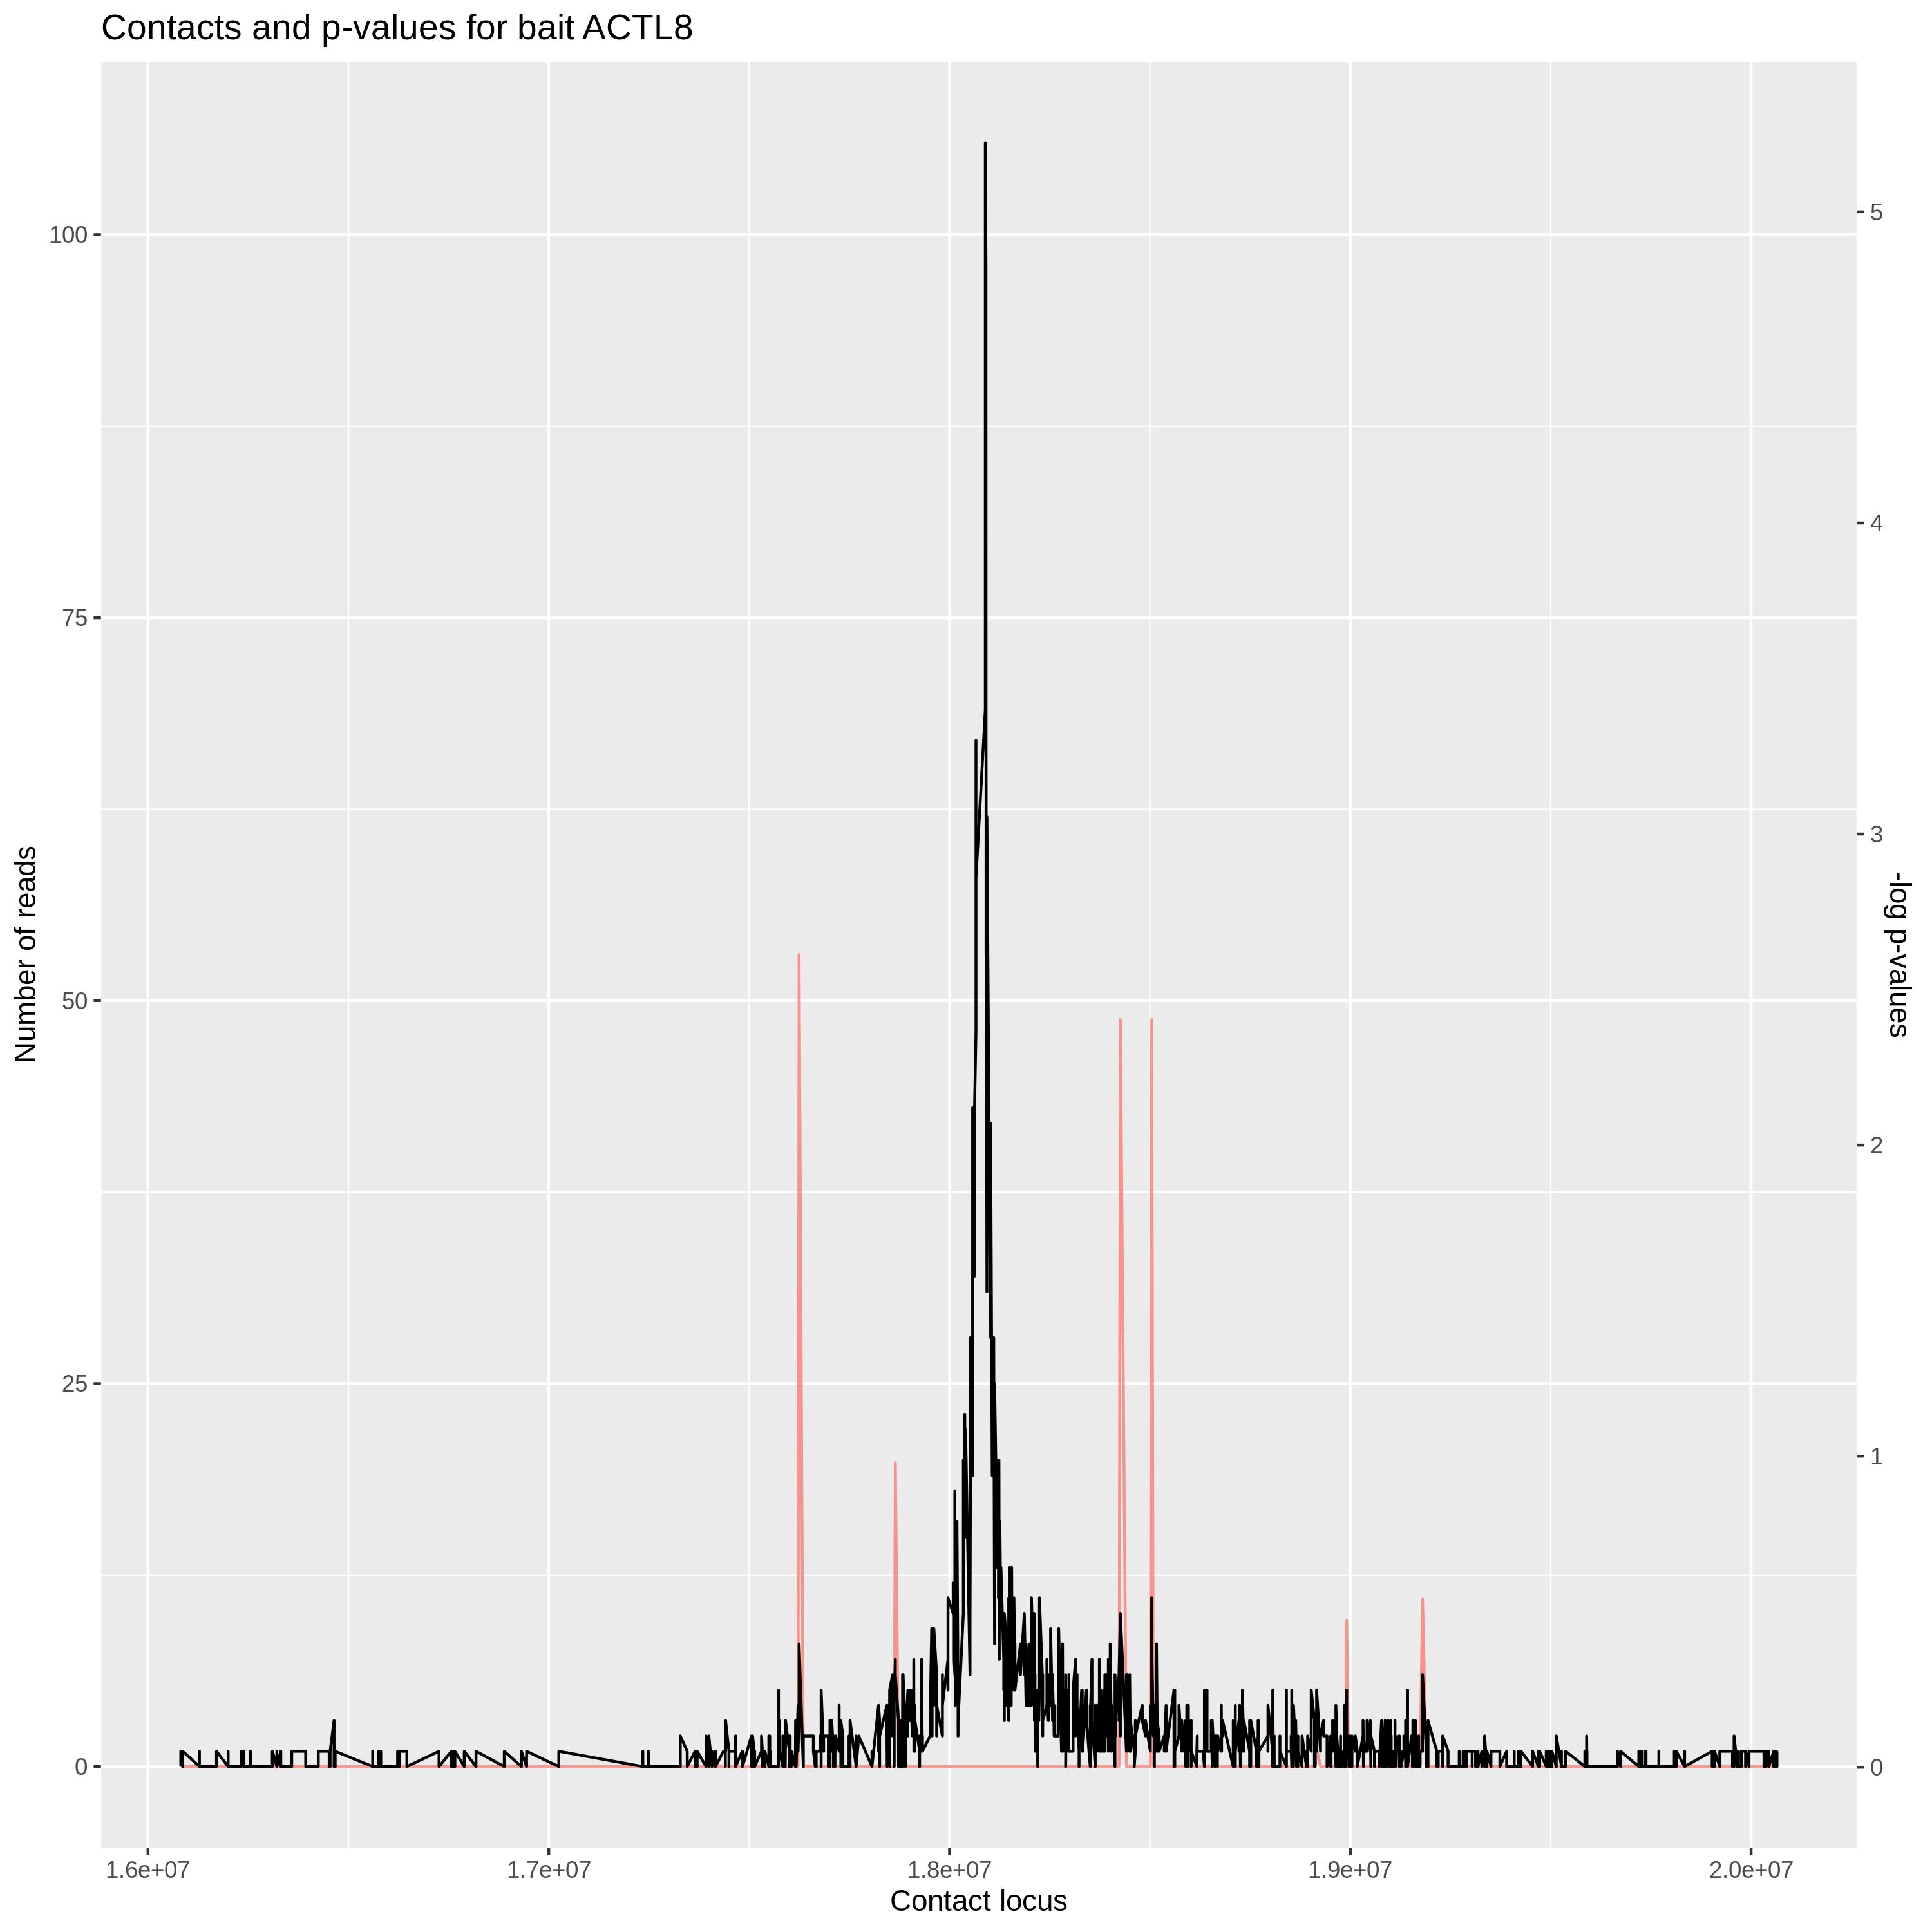 Contacts and p-values for bait ACTL8
100
75
50
25
0
Number of reads
5
4
3
2
1
0
-log p-values
1.6e+07
1.7e+07
1.8e+07
1.9e+07
2.0e+07
Contact locus